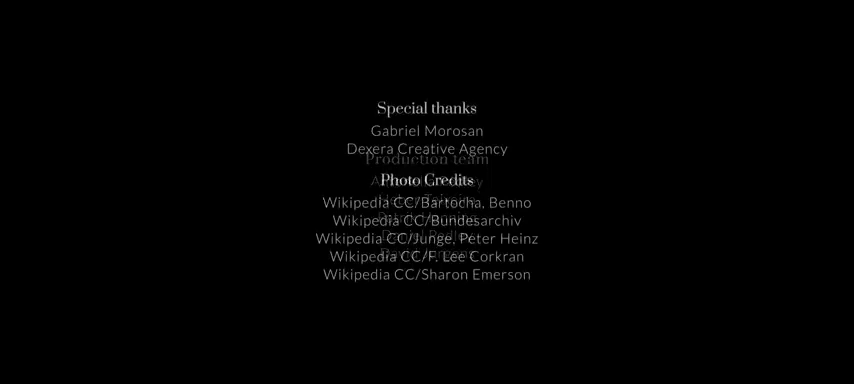 Special thanks
Gabriel Morosan
Dexera Creative Agency
Production team
Photo Credits
Wikipedia CC/Bartocha, Benno
Wikipedia CC/Bundesarchiv
Wikipedia CC/Junge, Peter Heinz
Wikipedia CC/F. Lee Corkran
Wikipedia CC/Sharon Emerson